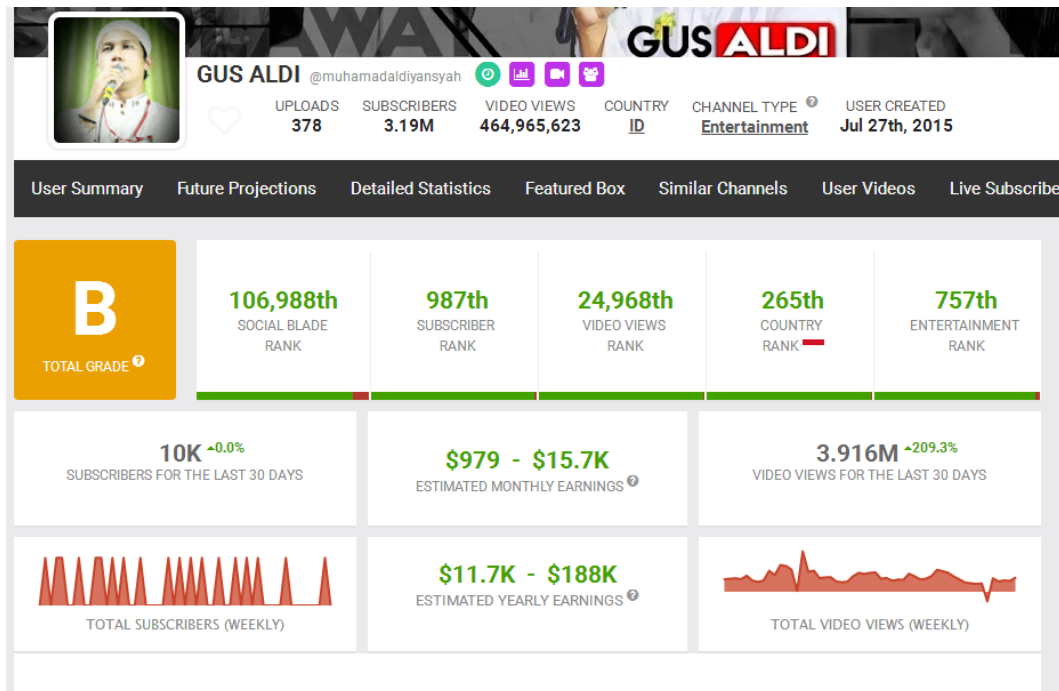 GUS ALDI
GUS ALDI @muhamadaldiyansyah
UPLOADS SUBSCRIBERS VIDEO VIEWS COUNTRY CHANNEL TYPE ? USER CREATED
378 3.19M 464,965,623 ID Entertainment Jul 27th, 2015
User Summary Future Projections Detailed Statistics Featured Box Similar Channels User Videos Live Subscribe
B
TOTAL GRADE ?
106,988th
SOCIAL BLADE
RANK
987th
SUBSCRIBER
RANK
24,968th
VIDEO VIEWS
RANK
265th
COUNTRY
RANK
757th
ENTERTAINMENT
RANK
10K 0.0%
SUBSCRIBERS FOR THE LAST 30 DAYS
$979 - $15.7K
ESTIMATED MONTHLY EARNINGS ?
3.916M 209.3%
VIDEO VIEWS FOR THE LAST 30 DAYS
TOTAL SUBSCRIBERS (WEEKLY)
$11.7K - $188K
ESTIMATED YEARLY EARNINGS ?
TOTAL VIDEO VIEWS (WEEKLY)